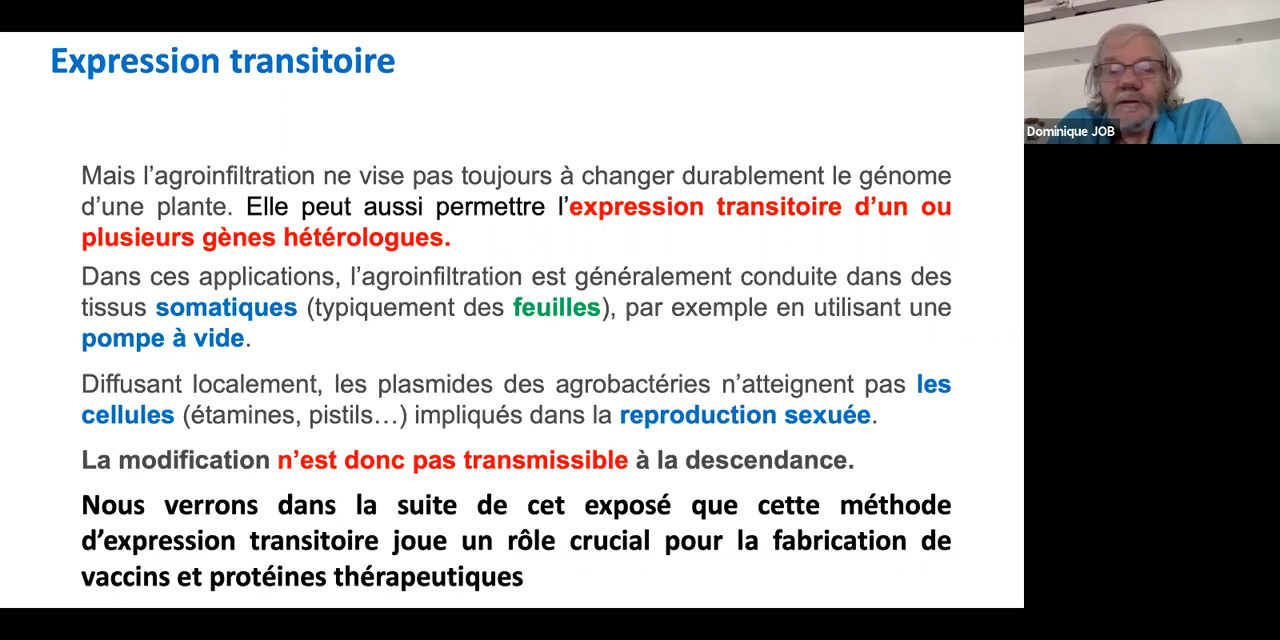 Expression transitoire
Mais l’agroinfiltration ne vise pas toujours à changer durablement le génome
d’une plante. Elle peut aussi permettre l’expression transitoire d’un ou
plusieurs gènes hétérologues.
Dans ces applications, l’agroinfiltration est généralement conduite dans des
tissus somatiques (typiquement des feuilles), par exemple en utilisant une
pompe à vide.
Diffusant localement, les plasmides des agrobactéries n’atteignent pas les
cellules (étamines, pistils…) impliqués dans la reproduction sexuée.
La modification n’est donc pas transmissible à la descendance.
Nous verrons dans la suite de cet exposé que cette méthode
d’expression transitoire joue un rôle crucial pour la fabrication de
vaccins et protéines thérapeutiques
Dominique JOB